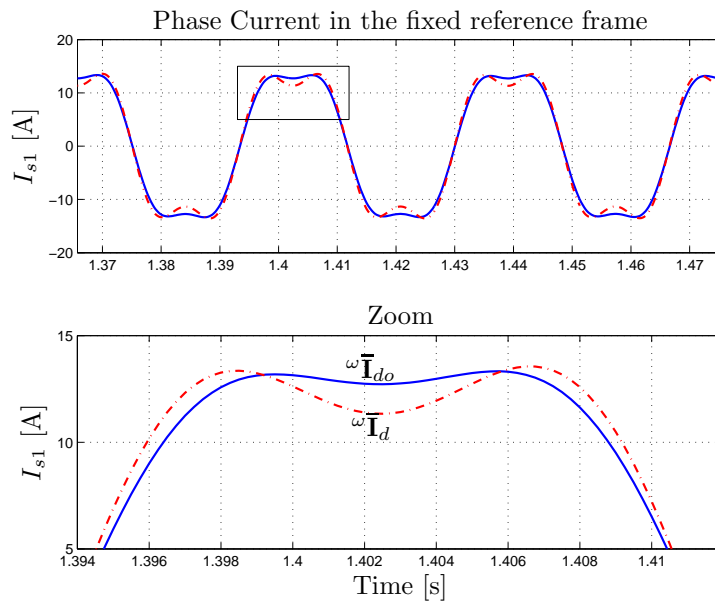 Phase Current in the fixed reference frame
I_{s1} [A]
20
10
0
−10
−20
1.37 1.38 1.39 1.4 1.41 1.42 1.43 1.44 1.45 1.46 1.47
Zoom
I_{s1} [A]
15
10
5
^ω\overline{I}_{do}
^ω\overline{I}_d
1.394 1.396 1.398 1.4 1.402 1.404 1.406 1.408 1.41
Time [s]